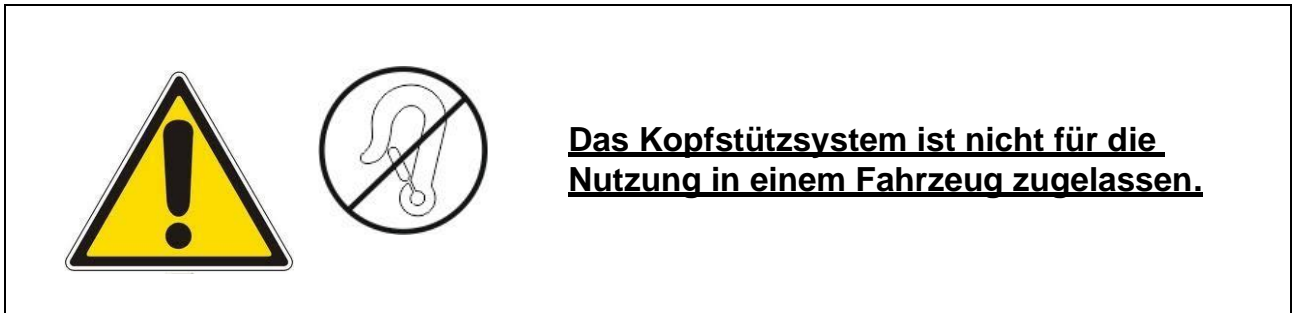 Das Kopfstützsystem ist nicht für die
Nutzung in einem Fahrzeug zugelassen.